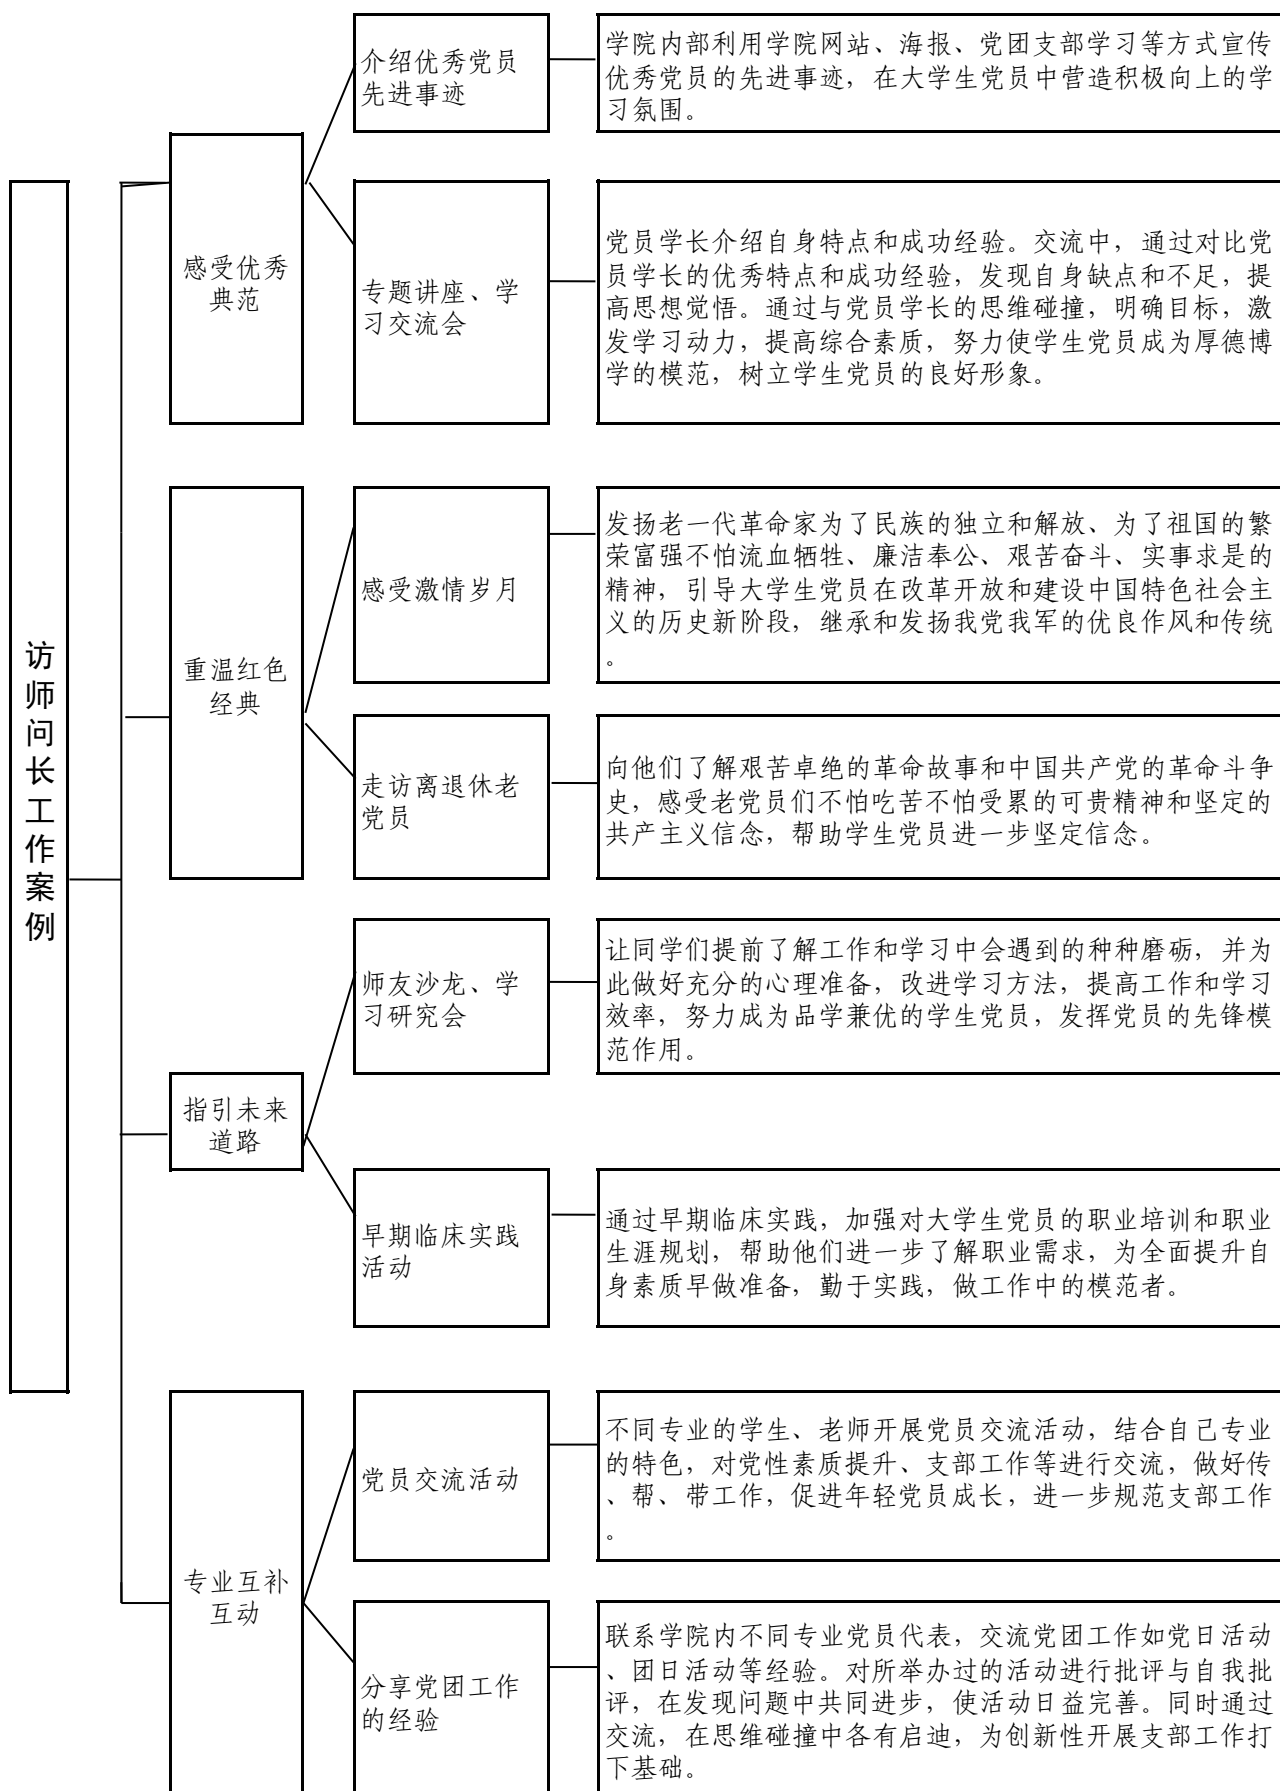 访师问长工作案例
感受优秀
典范
介绍优秀党员
先进事迹
学院内部利用学院网站、海报、党团支部学习等方式宣传
优秀党员的先进事迹，在大学生党员中营造积极向上的学
习氛围。
专题讲座、学
习交流会
党员学长介绍自身特点和成功经验。交流中，通过对比党
员学长的优秀特点和成功经验，发现自身缺点和不足，提
高思想觉悟。通过与党员学长的思维碰撞，明确目标，激
发学习动力，提高综合素质，努力使学生党员成为厚德博
学的模范，树立学生党员的良好形象。
重温红色
经典
感受激情岁月
发扬老一代革命家为了民族的独立和解放、为了祖国的繁
荣富强不怕流血牺牲、廉洁奉公、艰苦奋斗、实事求是的
精神，引导大学生党员在改革开放和建设中国特色社会主
义的历史新阶段，继承和发扬我党我军的优良作风和传统
。
走访离退休老
党员
向他们了解艰苦卓绝的革命故事和中国共产党的革命斗争
史，感受老党员们不怕吃苦不怕受累的可贵精神和坚定的
共产主义信念，帮助学生党员进一步坚定信念。
指引未来
道路
师友沙龙、学
习研究会
让同学们提前了解工作和学习中会遇到的种种磨砺，并为
此做好充分的心理准备，改进学习方法，提高工作和学习
效率，努力成为品学兼优的学生党员，发挥党员的先锋模
范作用。
早期临床实践
活动
通过早期临床实践，加强对大学生党员的职业培训和职业
生涯规划，帮助他们进一步了解职业需求，为全面提升自
身素质早做准备，勤于实践，做工作中的模范者。
专业互补
互动
党员交流活动
不同专业的学生、老师开展党员交流活动，结合自己专业
的特色，对党性素质提升、支部工作等进行交流，做好传
、帮、带工作，促进年轻党员成长，进一步规范支部工作
。
分享党团工作
的经验
联系学院内不同专业党员代表，交流党团工作如党日活动
、团日活动等经验。对所举办过的活动进行批评与自我批
评，在发现问题中共同进步，使活动日益完善。同时通过
交流，在思维碰撞中各有启迪，为创新性开展支部工作打
下基础。